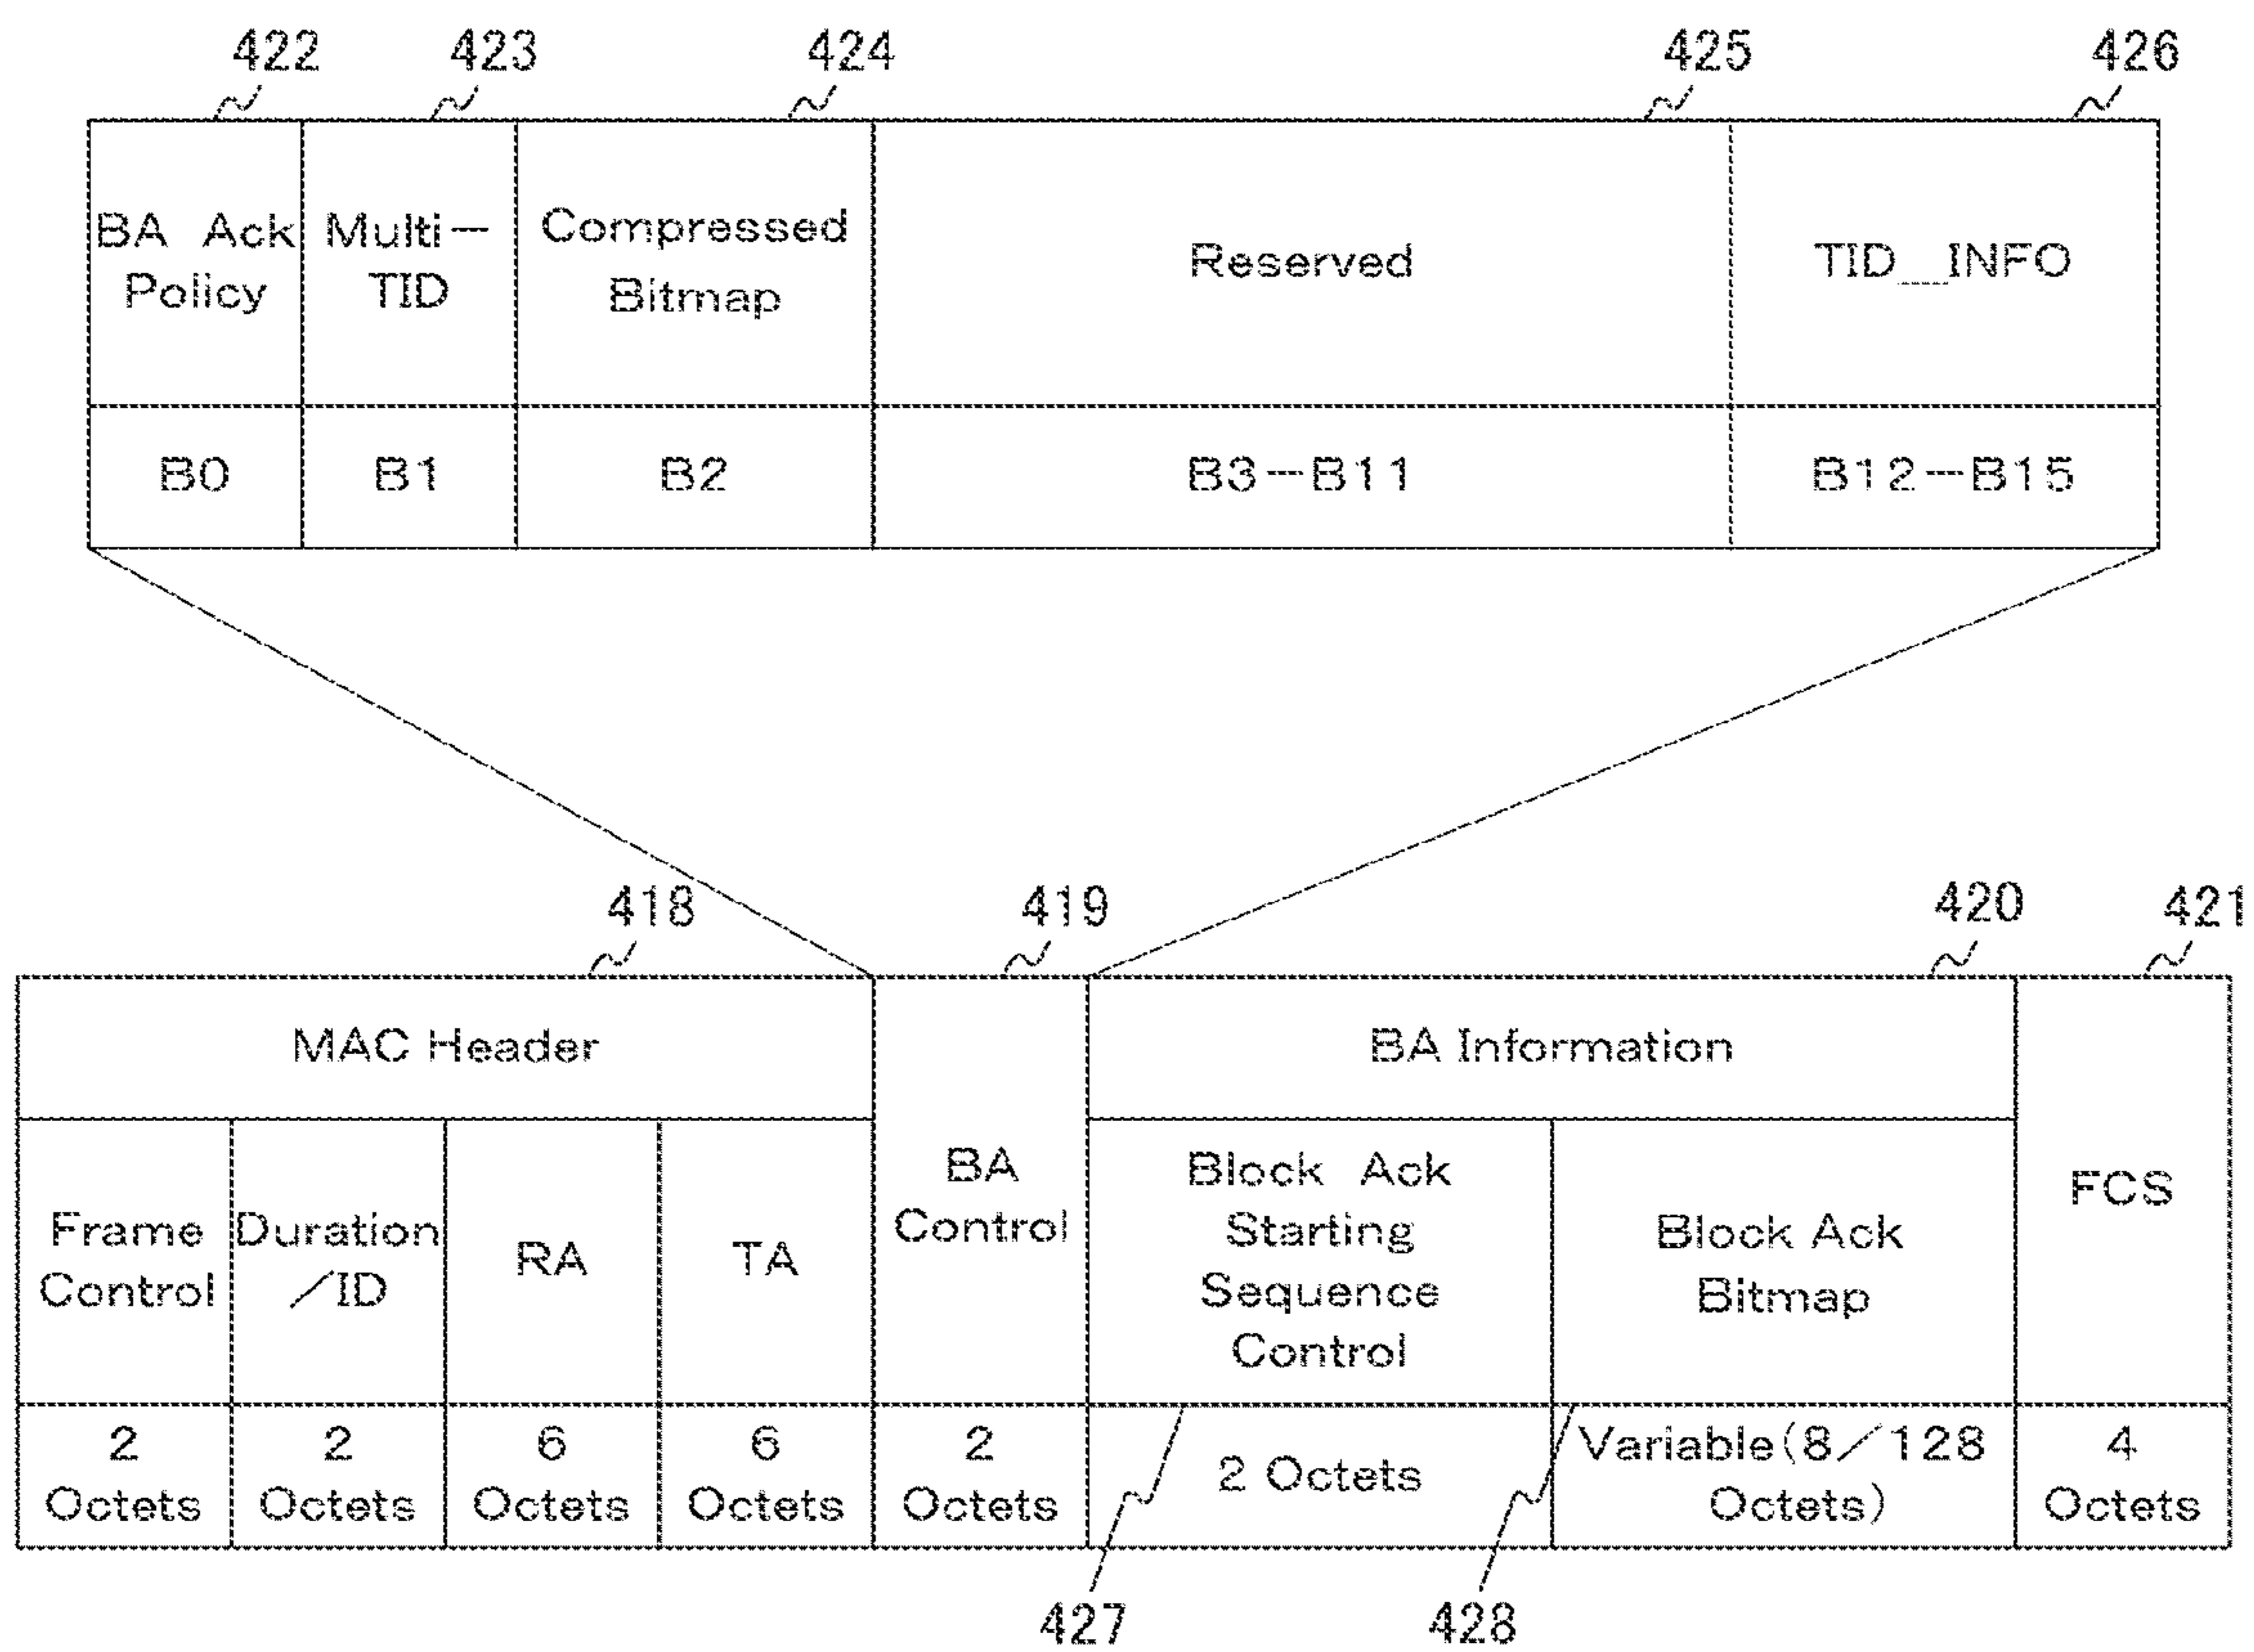 422 423 424 425 426
BA Ack
Policy
Multi-
TID
Compressed
Bitmap
Reserved
TID__INFO
B0 B1 B2 B3-B11 B12-B15
418 419 420 421
MAC Header
BA Information
Frame
Control
Duration
/ID
RA
TA
BA
Control
Block Ack
Starting
Sequence
Control
Block Ack
Bitmap
FCS
2
Octets
2
Octets
6
Octets
6
Octets
2
Octets
2 Octets
Variable(8/128
Octets)
4
Octets
427 428